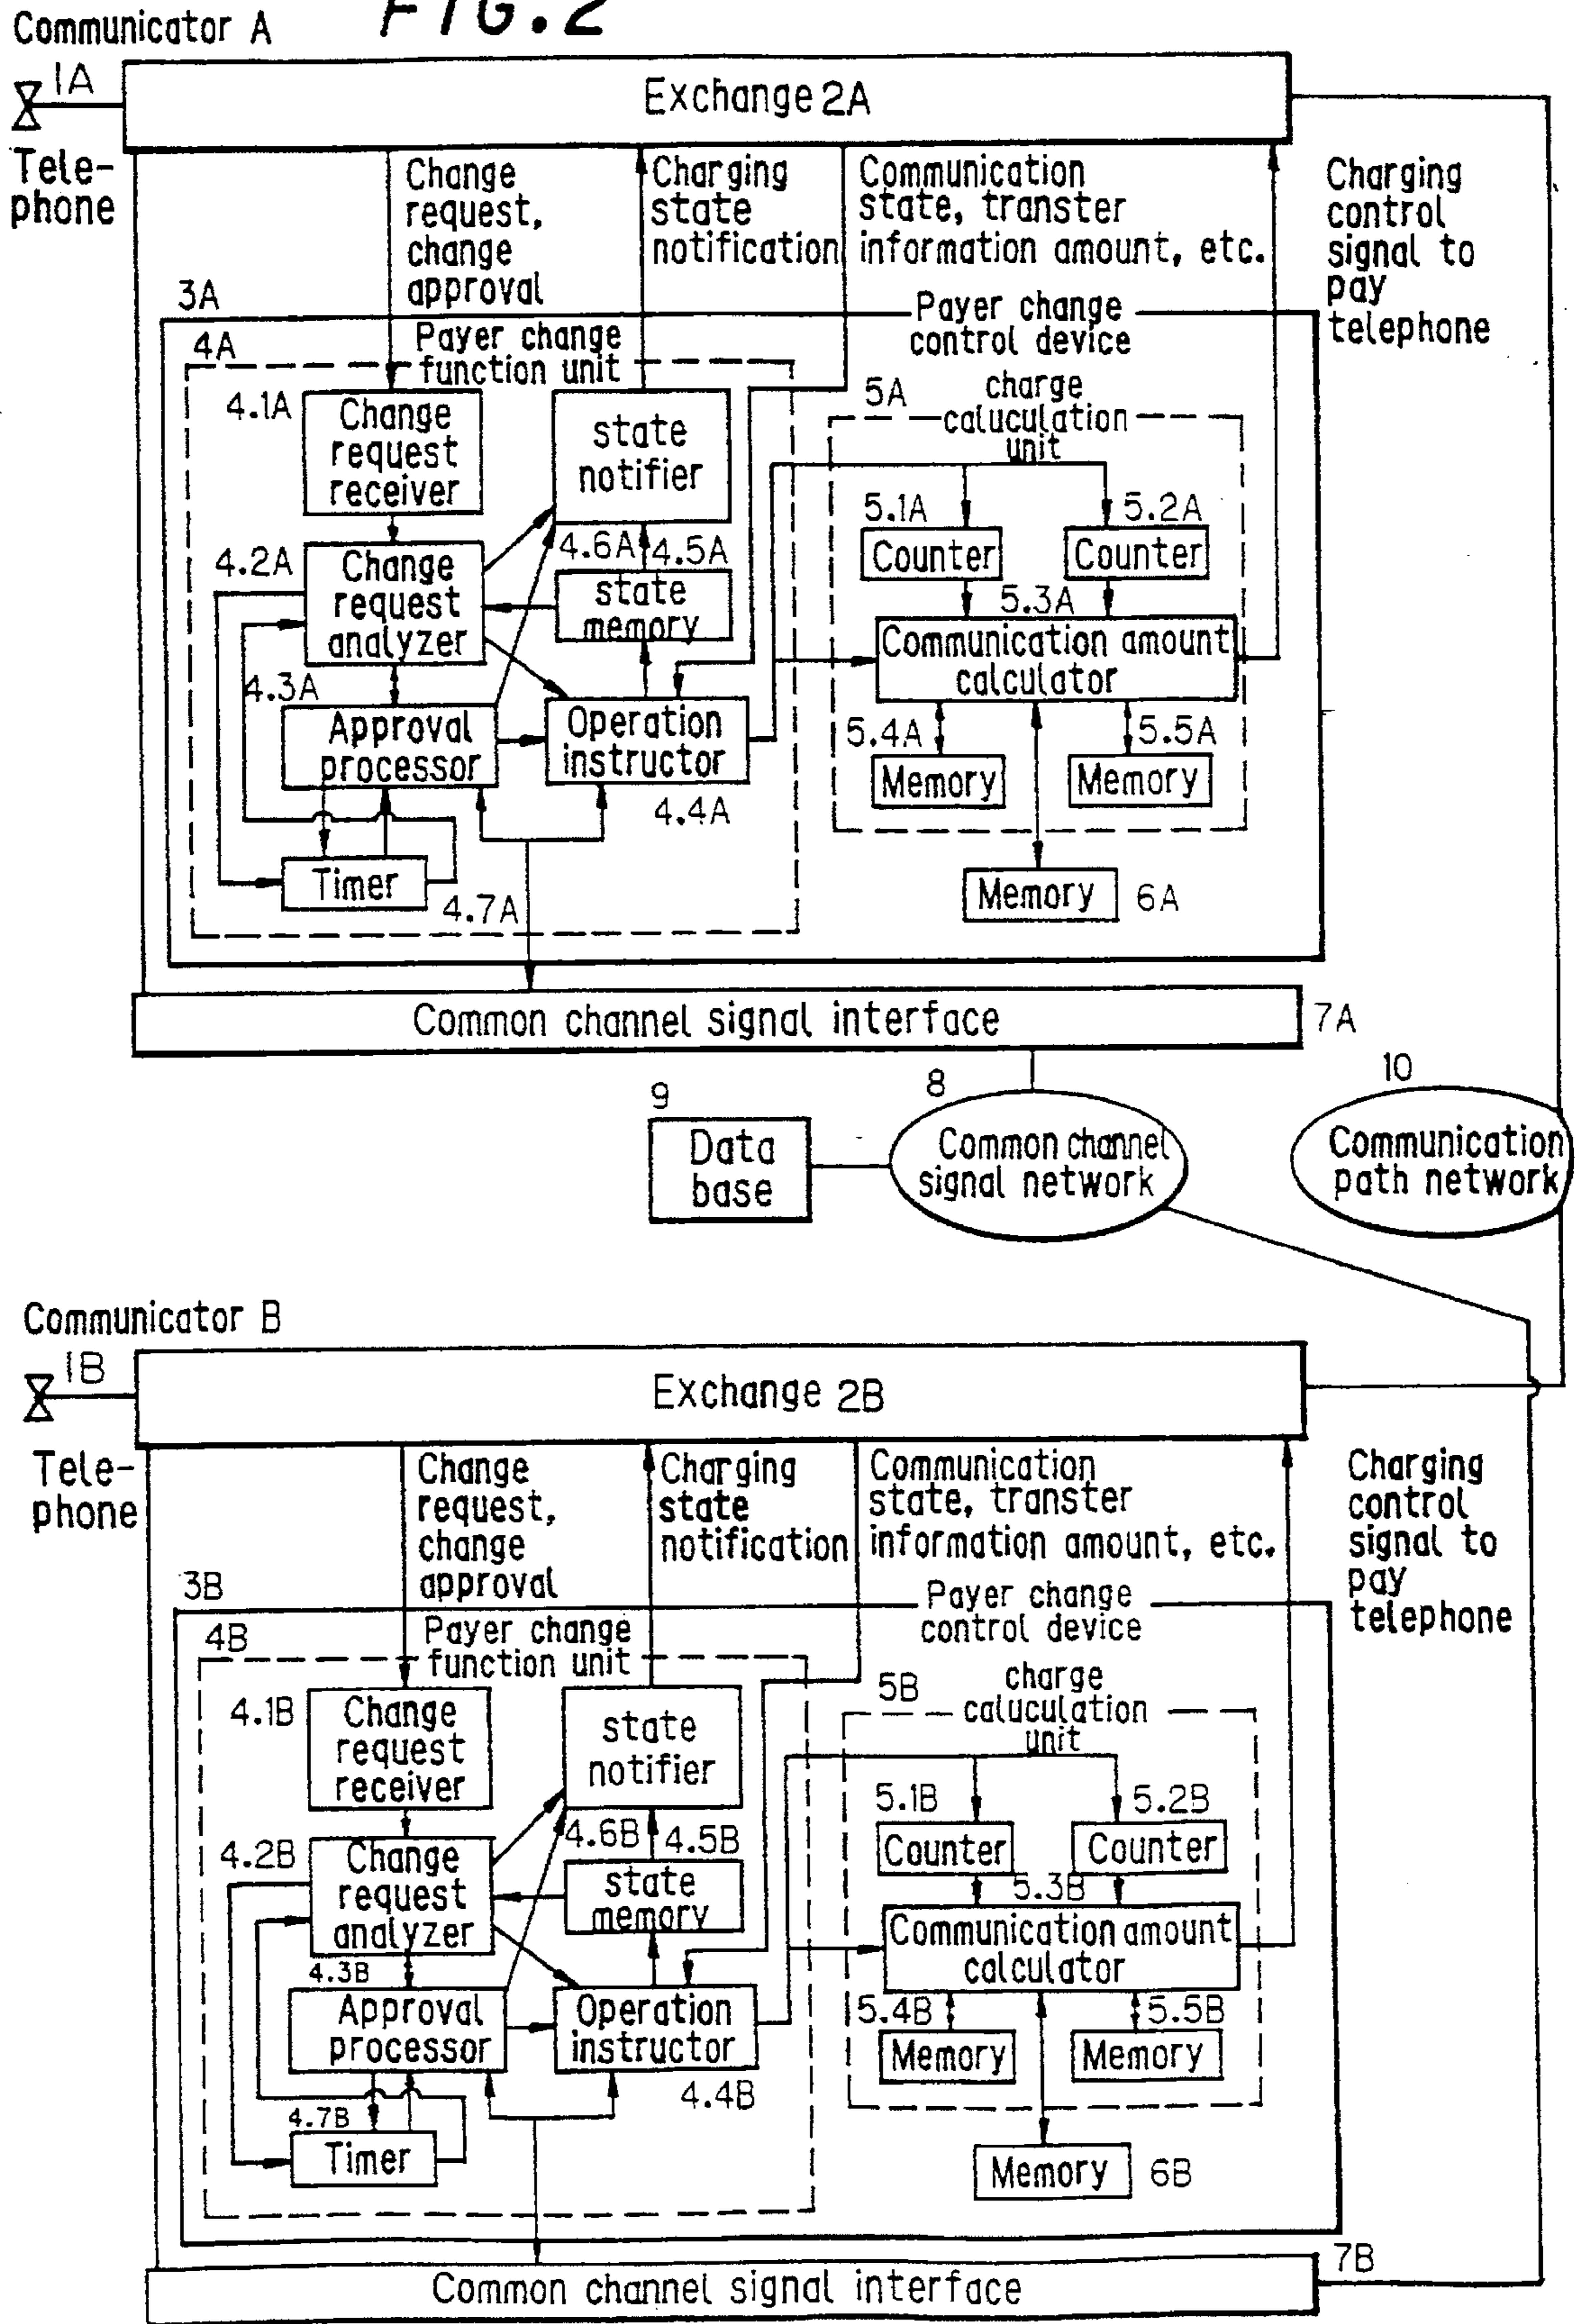 FIG.2
Communicator A
1A
Exchange 2A
Tele-
phone
Change
request,
change
approval
Charging
state
notification
Communication
state, transter
information amount, etc.
Charging
control
signal to
pay
telephone
3A
Payer change
control device
4A
Payer change
function unit
5A
charge
caluculation
unit
4.1A
Change
request
receiver
state
notifier
5.1A
Counter
5.2A
Counter
4.2A
Change
request
analyzer
4.6A
4.5A
state
memory
5.3A
Communication amount
calculator
4.3A
Approval
processor
Operation
instructor
4.4A
5.4A
Memory
5.5A
Memory
Timer
4.7A
Memory
6A
Common channel signal interface
7A
9
Data
base
8
Common channel
signal network
10
Communication
path network
Communicator B
1B
Exchange 2B
Tele-
phone
Change
request,
change
approval
Charging
state
notification
Communication
state, transter
information amount, etc.
Charging
control
signal to
pay
telephone
3B
Payer change
control device
4B
Payer change
function unit
5B
charge
caluculation
unit
4.1B
Change
request
receiver
state
notifier
5.1B
Counter
5.2B
Counter
4.2B
Change
request
analyzer
4.6B
4.5B
state
memory
5.3B
Communication amount
calculator
4.3B
Approval
processor
Operation
instructor
4.4B
5.4B
Memory
5.5B
Memory
4.7B
Timer
Memory
6B
7B
Common channel signal interface